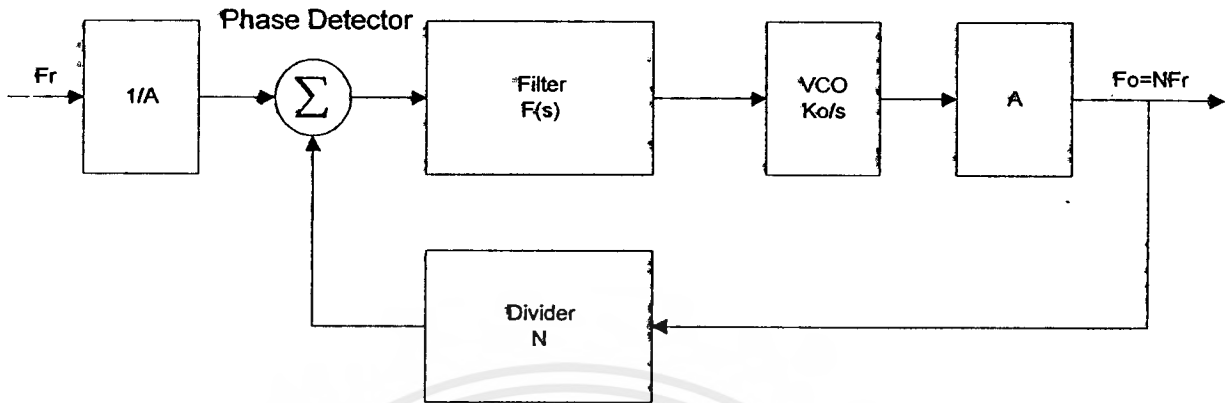 Phase Detector
Fr
1/A
Σ
Filter
F(s)
VCO
Ko/s
A
Fo=NFr
Divider
N